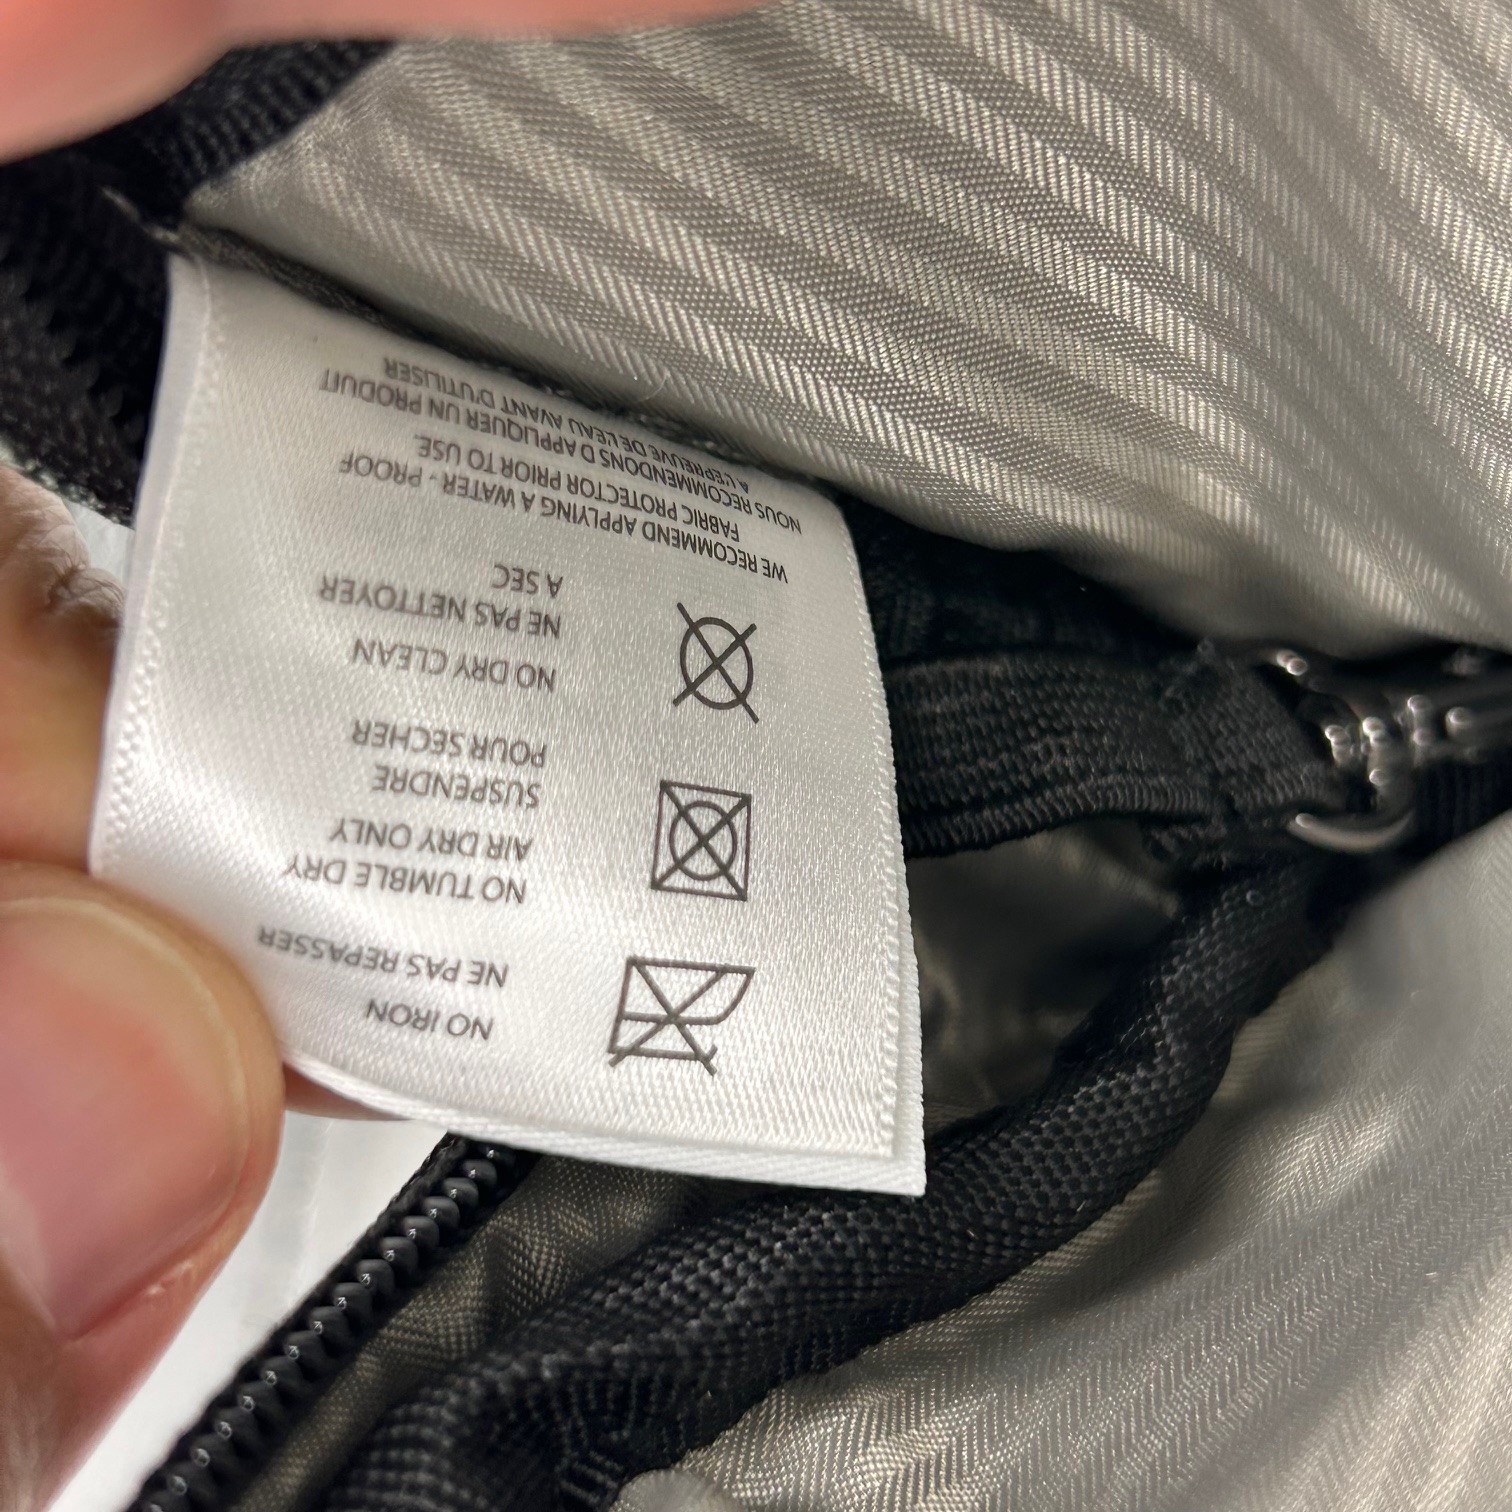 NO IRON
NE PAS REPASSER
NO TUMBLE DRY
AIR DRY ONLY
SUSPENDRE
POUR SECHER
NO DRY CLEAN
NE PAS NETTOYER
A SEC
WE RECOMMEND APPLYING A WATER - PROOF
FABRIC PROTECTOR PRIOR TO USE.
NOUS RECOMMENDONS D'APPLIQUER UN PRODUIT
A L'EPREUVE DE L'EAU AVANT D'UTILISER